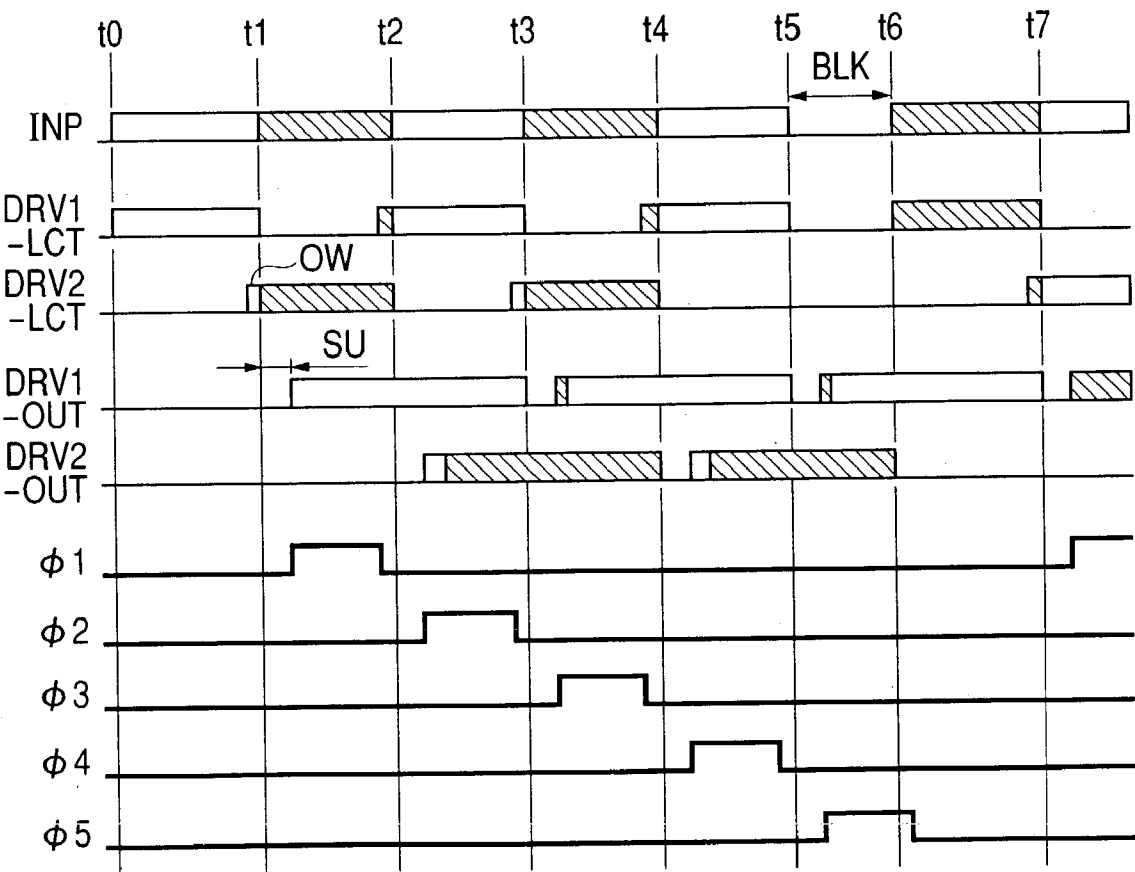 t0 t1 t2 t3 t4 t5 t6 t7
BLK
INP
DRV1
-LCT
OW
DRV2
-LCT
SU
DRV1
-OUT
DRV2
-OUT
ϕ1
ϕ2
ϕ3
ϕ4
ϕ5